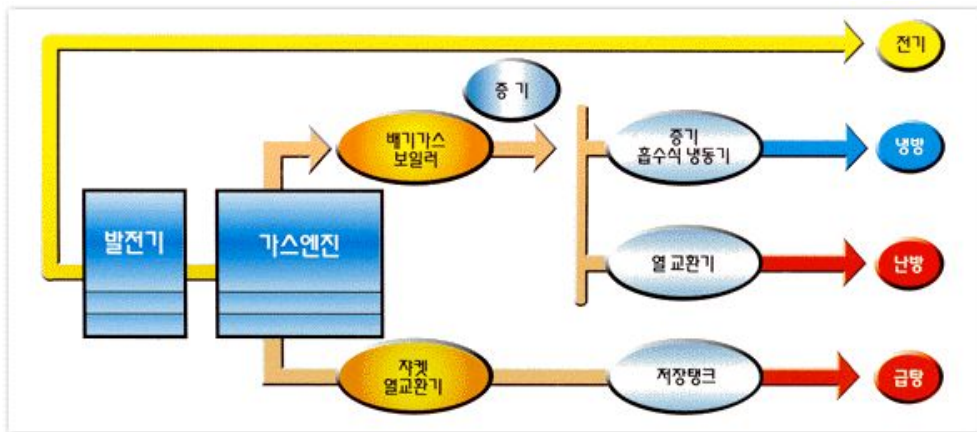 전기
증 기
배기가스
보일러
증기
흡수식 냉동기
냉방
발전기
가스엔진
열 교환기
난방
쟈켓
열교환기
저장탱크
급탕